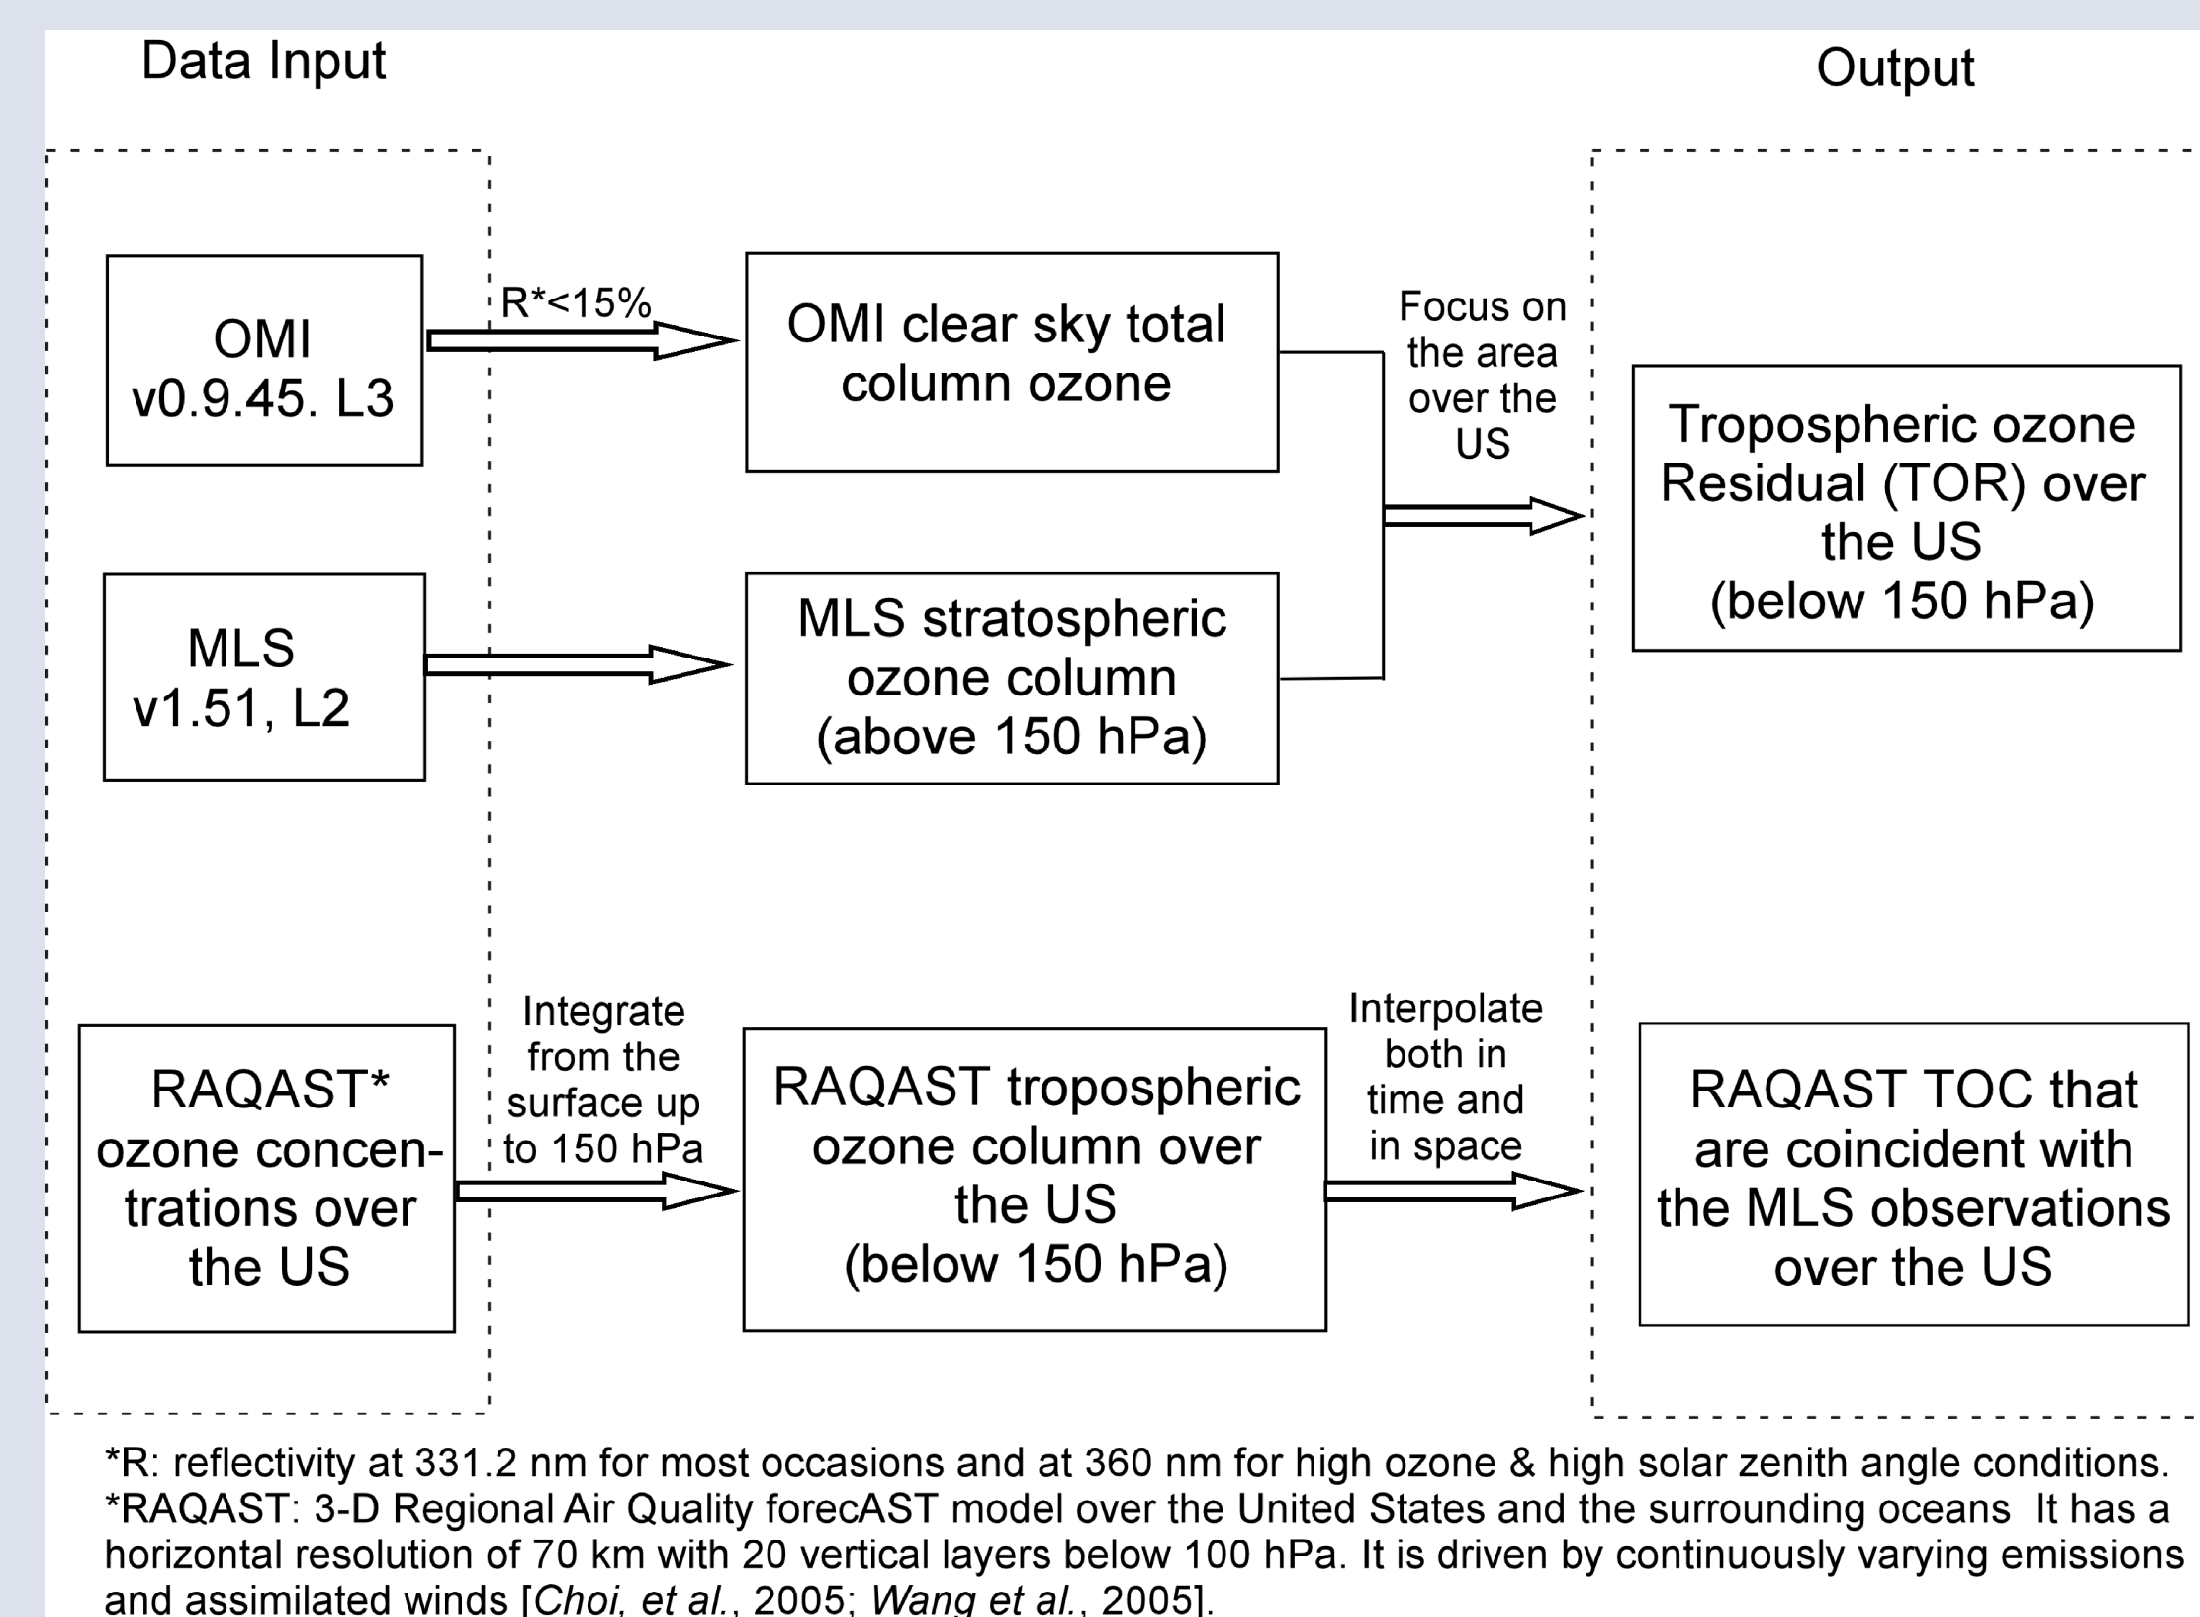 Data Input
Output
OMI
v0.9.45. L3
R*<15%
OMI clear sky total
column ozone
Focus on
the area
over the
US
Tropospheric ozone
Residual (TOR) over
the US
(below 150 hPa)
MLS
v1.51, L2
MLS stratospheric
ozone column
(above 150 hPa)
RAQAST*
ozone concen-
trations over
the US
Integrate
from the
surface up
to 150 hPa
RAQAST tropospheric
ozone column over
the US
(below 150 hPa)
Interpolate
both in
time and
in space
RAQAST TOC that
are coincident with
the MLS observations
over the US
*R: reflectivity at 331.2 nm for most occasions and at 360 nm for high ozone & high solar zenith angle conditions.
*RAQAST: 3-D Regional Air Quality forecAST model over the United States and the surrounding oceans  It has a
horizontal resolution of 70 km with 20 vertical layers below 100 hPa. It is driven by continuously varying emissions
and assimilated winds [Choi, et al., 2005; Wang et al., 2005].